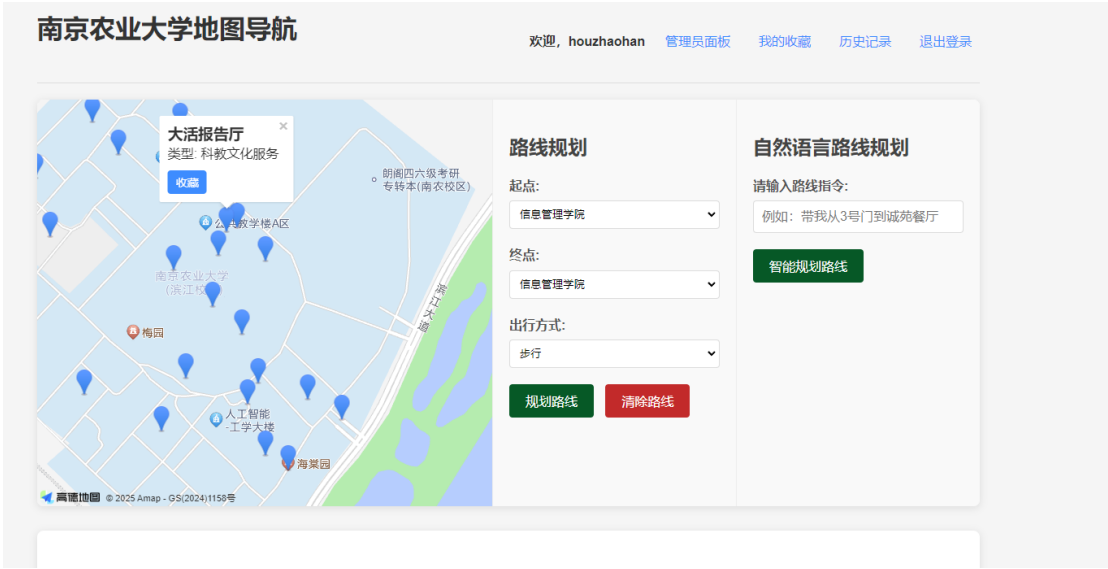 南京农业大学地图导航
欢迎，houzhaohan 管理员面板 我的收藏 历史记录 退出登录
大活报告厅
×
类型: 科教文化服务
收藏
朗阁四六级考研
专转本(南农校区)
公共教学楼A区
南京农业大学
(滨江校
滨江大道
梅园
人工智能
-工学大楼
海棠园
高德地图 © 2025 Amap - GS(2024)1158号
路线规划
起点:
信息管理学院
终点:
信息管理学院
出行方式:
步行
规划路线 清除路线
自然语言路线规划
请输入路线指令:
例如：带我从3号门到诚苑餐厅
智能规划路线